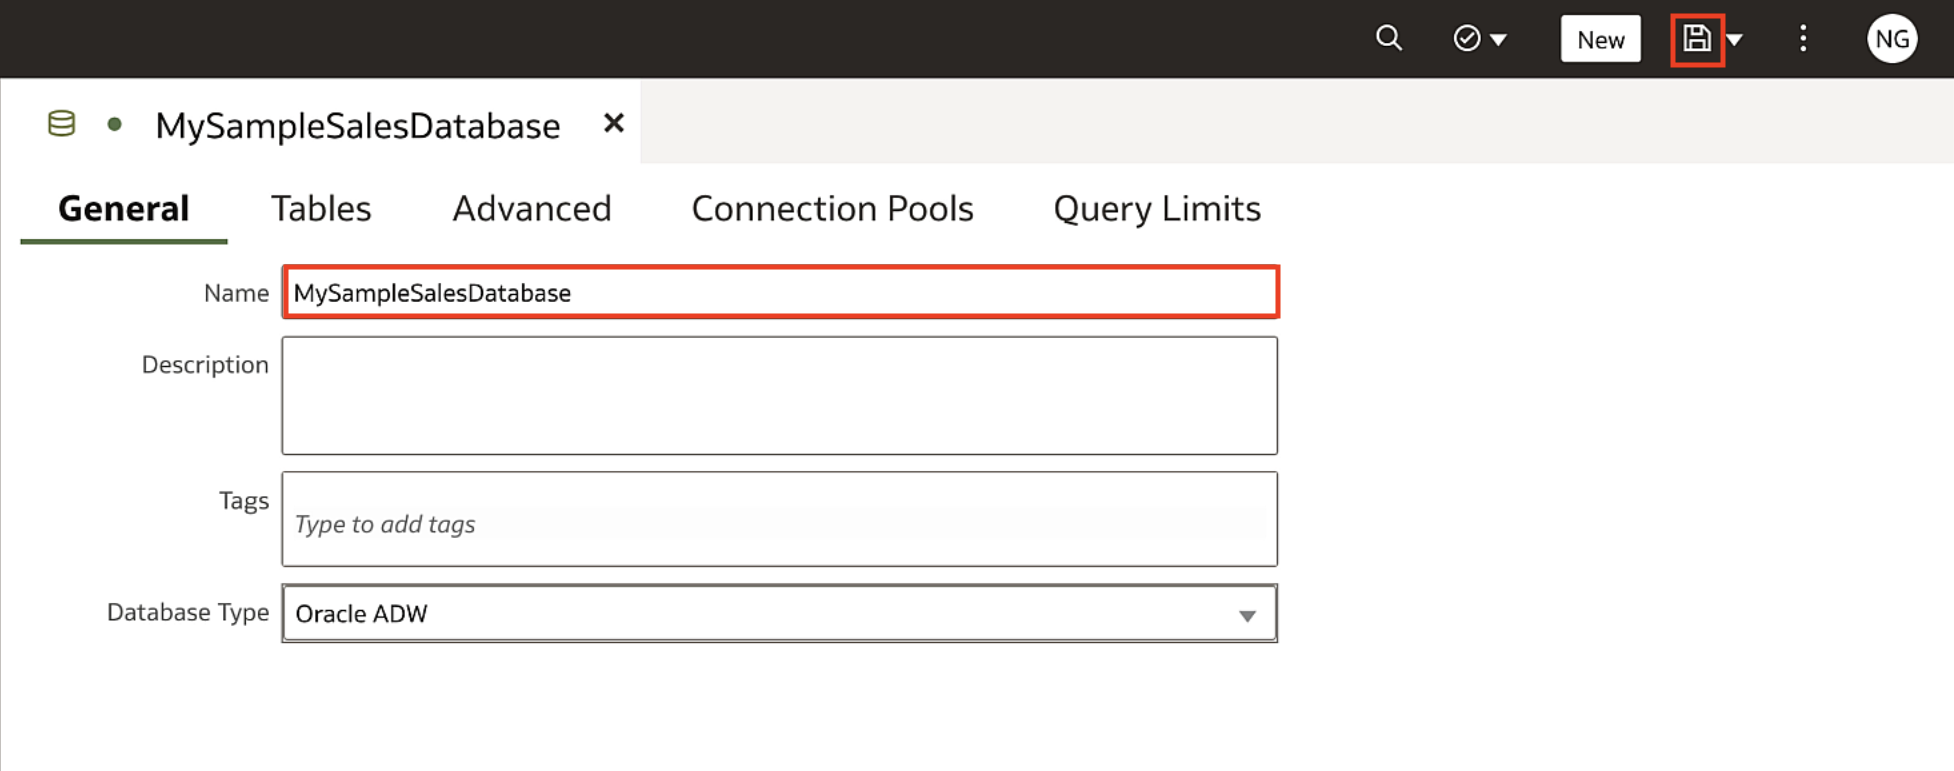 New
NG
MySampleSalesDatabase
General Tables Advanced Connection Pools Query Limits
Name MySampleSalesDatabase
Description
Tags
Type to add tags
Database Type Oracle ADW